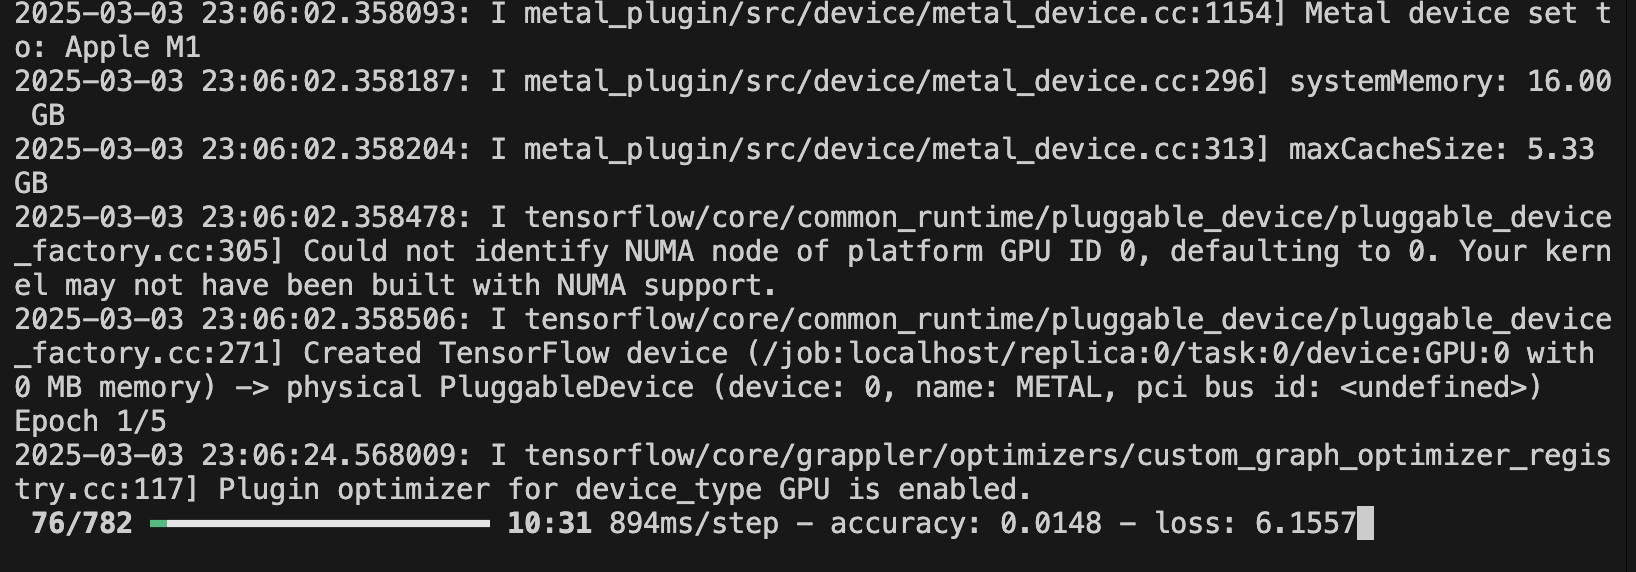 2025-03-03 23:06:02.358093: I metal_plugin/src/device/metal_device.cc:1154] Metal device set t
o: Apple M1
2025-03-03 23:06:02.358187: I metal_plugin/src/device/metal_device.cc:296] systemMemory: 16.00
 GB
2025-03-03 23:06:02.358204: I metal_plugin/src/device/metal_device.cc:313] maxCacheSize: 5.33
GB
2025-03-03 23:06:02.358478: I tensorflow/core/common_runtime/pluggable_device/pluggable_device
_factory.cc:305] Could not identify NUMA node of platform GPU ID 0, defaulting to 0. Your kern
el may not have been built with NUMA support.
2025-03-03 23:06:02.358506: I tensorflow/core/common_runtime/pluggable_device/pluggable_device
_factory.cc:271] Created TensorFlow device (/job:localhost/replica:0/task:0/device:GPU:0 with
0 MB memory) -> physical PluggableDevice (device: 0, name: METAL, pci bus id: <undefined>)
Epoch 1/5
2025-03-03 23:06:24.568009: I tensorflow/core/grappler/optimizers/custom_graph_optimizer_regis
try.cc:117] Plugin optimizer for device_type GPU is enabled.
 76/782 10:31 894ms/step - accuracy: 0.0148 - loss: 6.1557